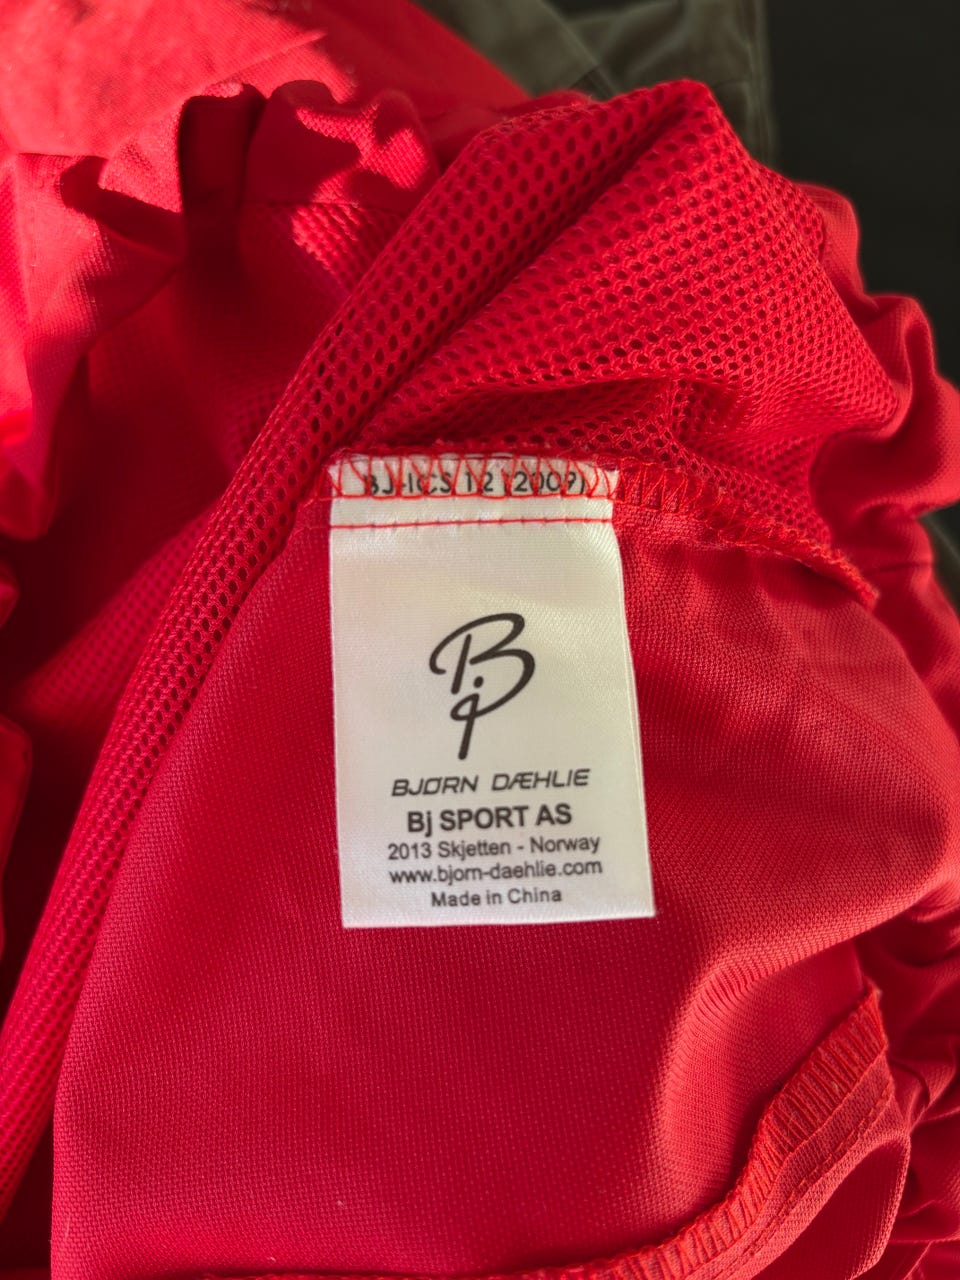 BJ-ICS 12 (2009)
BJØRN DÆHLIE
Bj SPORT AS
2013 Skjetten - Norway
www.bjorn-daehlie.com
Made in China